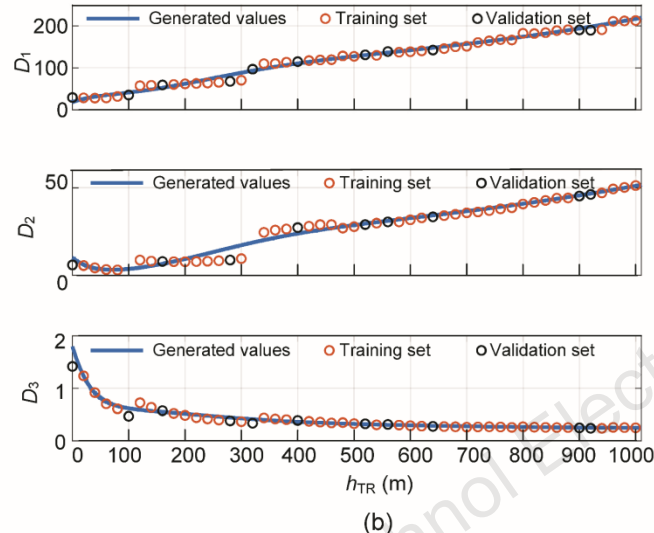 200
100
0
D1
Generated values
Training set
Validation set
50
0
D2
Generated values
Training set
Validation set
2
1
0
D3
Generated values
Training set
Validation set
0 100 200 300 400 500 600 700 800 900 1000
hTR (m)
(b)
anol Elect